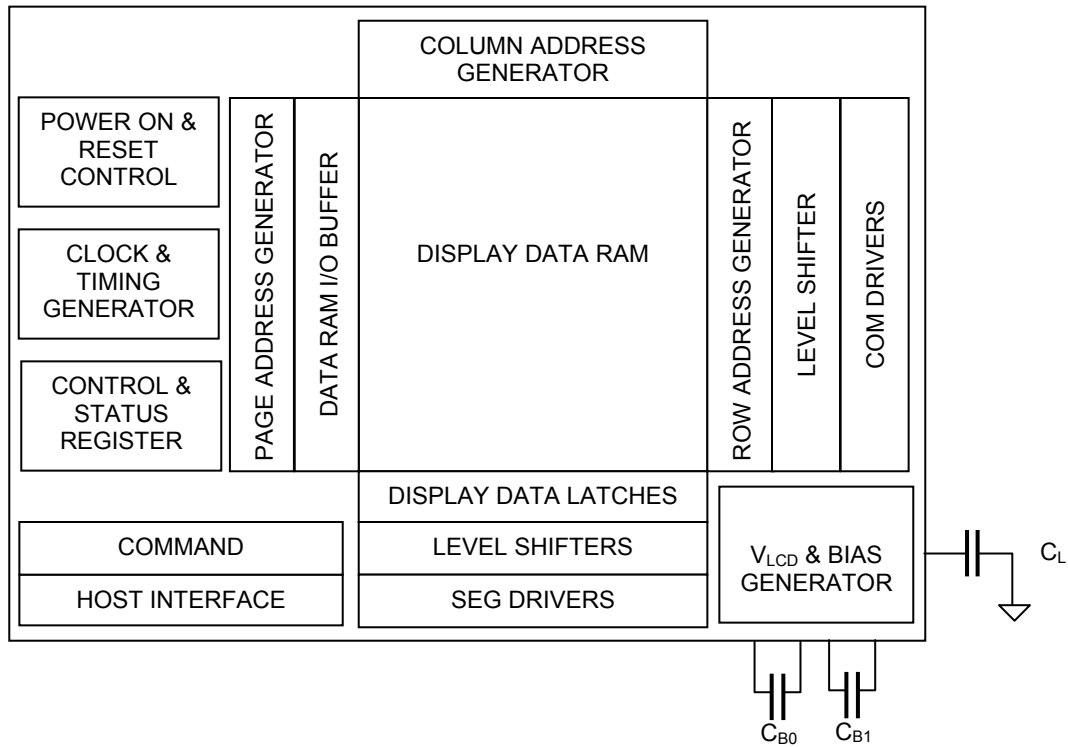 COLUMN ADDRESS
GENERATOR
POWER ON &
RESET
CONTROL
CLOCK &
TIMING
GENERATOR
CONTROL &
STATUS
REGISTER
PAGE ADDRESS GENERATOR
DATA RAM I/O BUFFER
DISPLAY DATA RAM
ROW ADDRESS GENERATOR
LEVEL SHIFTER
COM DRIVERS
DISPLAY DATA LATCHES
COMMAND
LEVEL SHIFTERS
HOST INTERFACE
SEG DRIVERS
VLCD & BIAS
GENERATOR
CL
CB0
CB1